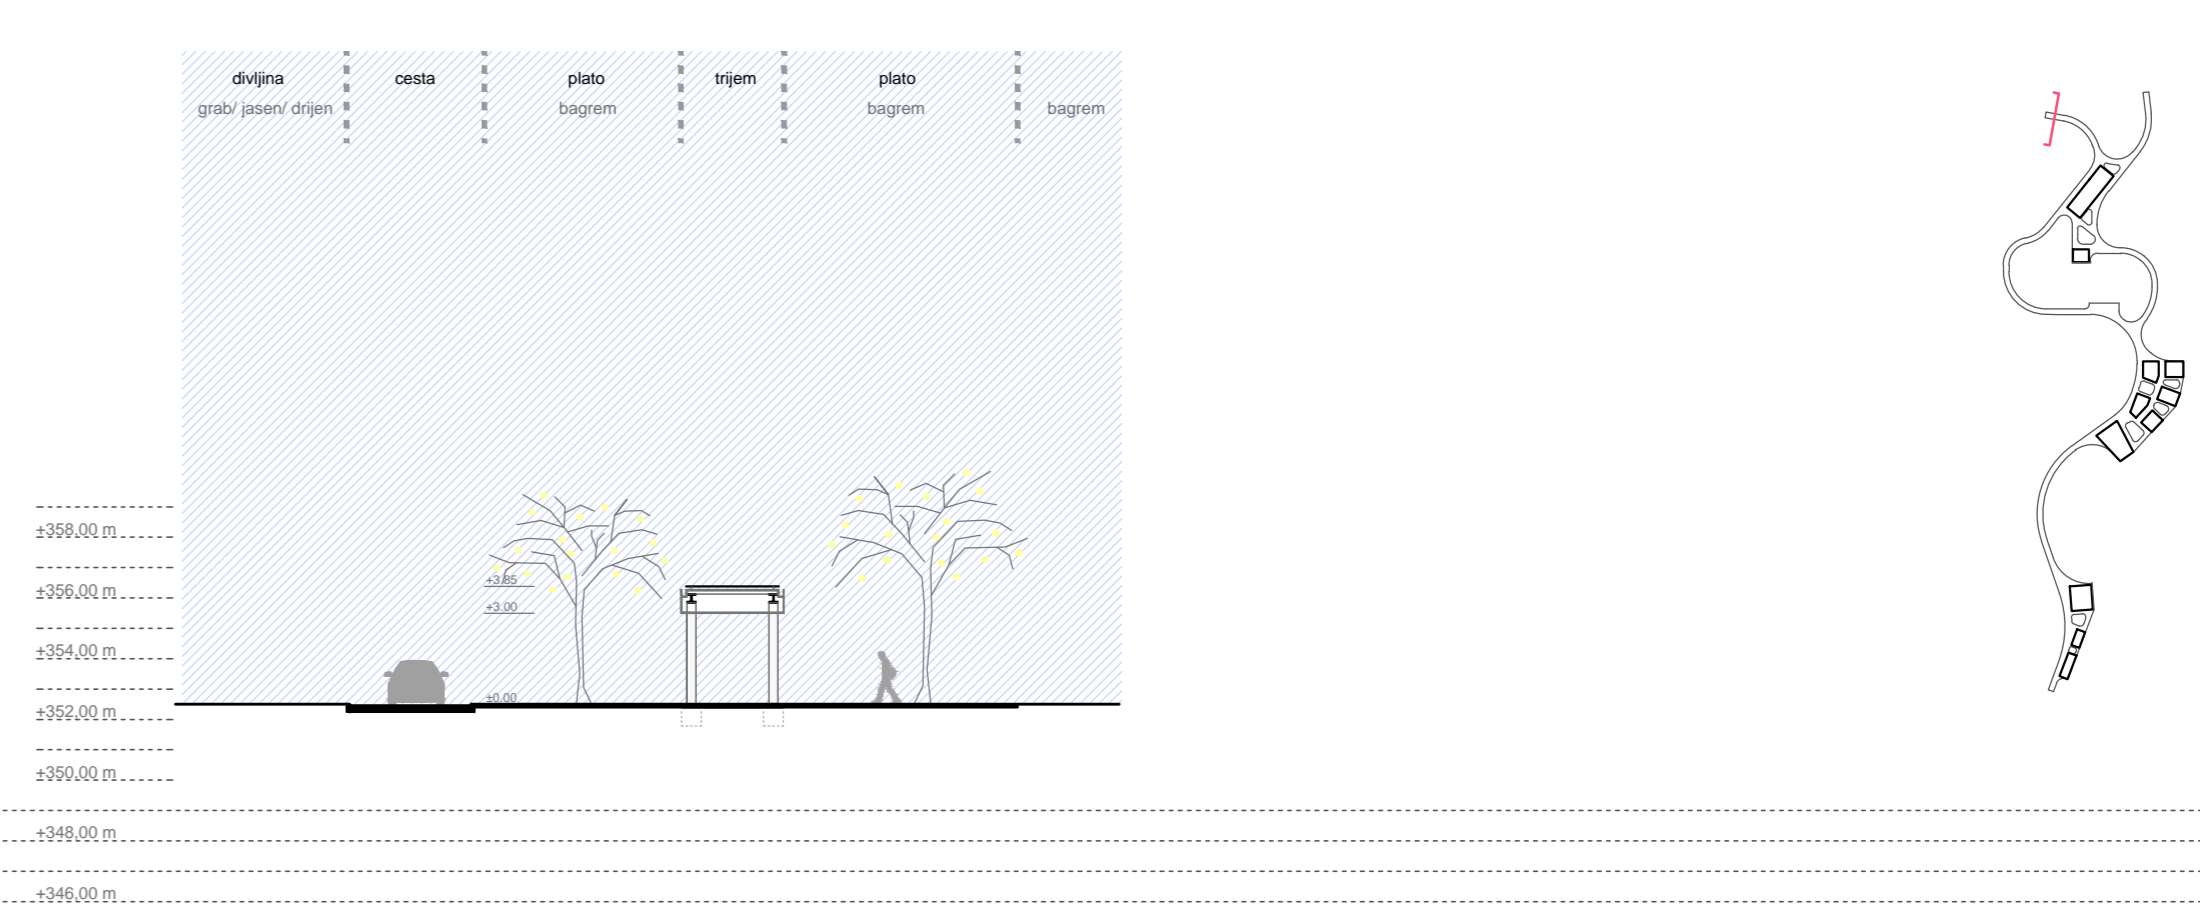 divljina
cesta
plato
trijem
plato
grab/ jasen/ drijen
bagrem
bagrem
bagrem
+358,00 m
+3.85
+356,00 m
+3.00
+354,00 m
±0.00
+352,00 m
+350,00 m
+348,00 m
+346,00 m